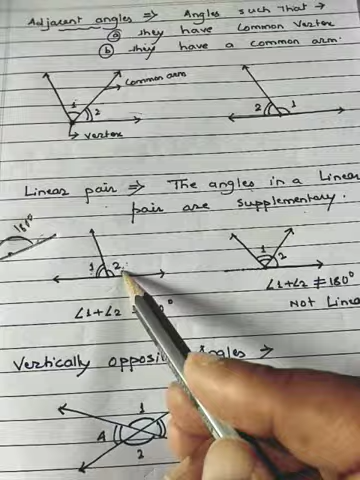 Adjacent angles ⇒ Angles such that →
ⓐ they have common vertex
ⓑ they have a common arm.
common arm
1
2
2
1
→ vertex
Linear pair ⇒ The angles in a Linear
pair are supplementary.
180°
1
2
1
2
∠1+∠2 ≠ 180°
Not Linea
∠1+∠2
Vertically
1
A
2